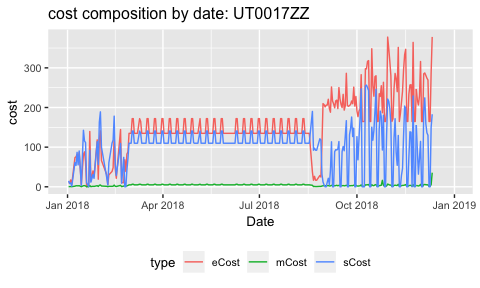 cost composition by date: UT0017ZZ
cost
300
200
100
0
Jan 2018 Apr 2018 Jul 2018 Oct 2018 Jan 2019
Date
type eCost mCost sCost